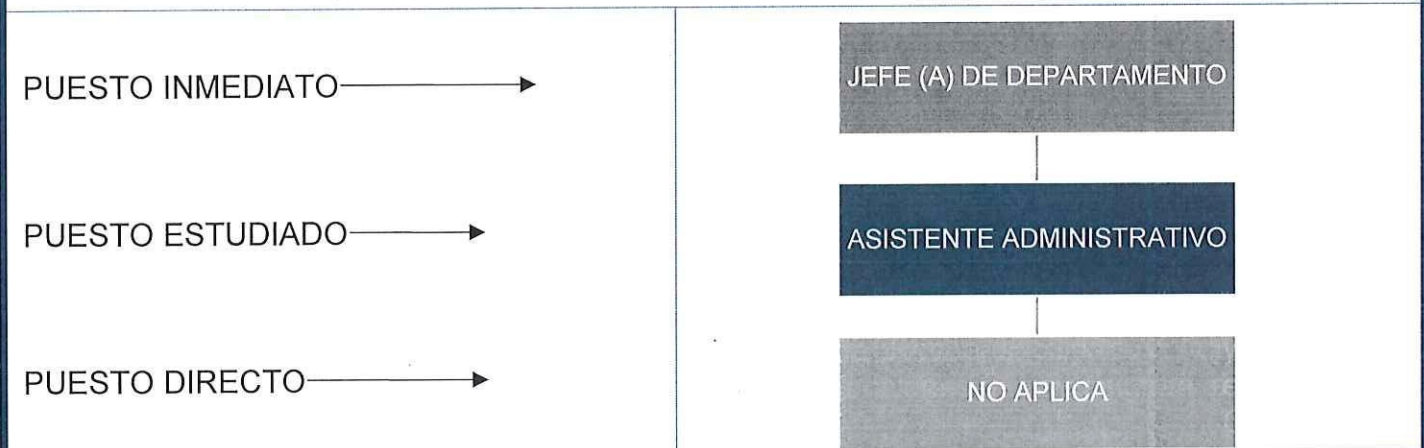 PUESTO INMEDIATO
JEFE (A) DE DEPARTAMENTO
PUESTO ESTUDIADO
ASISTENTE ADMINISTRATIVO
PUESTO DIRECTO
NO APLICA